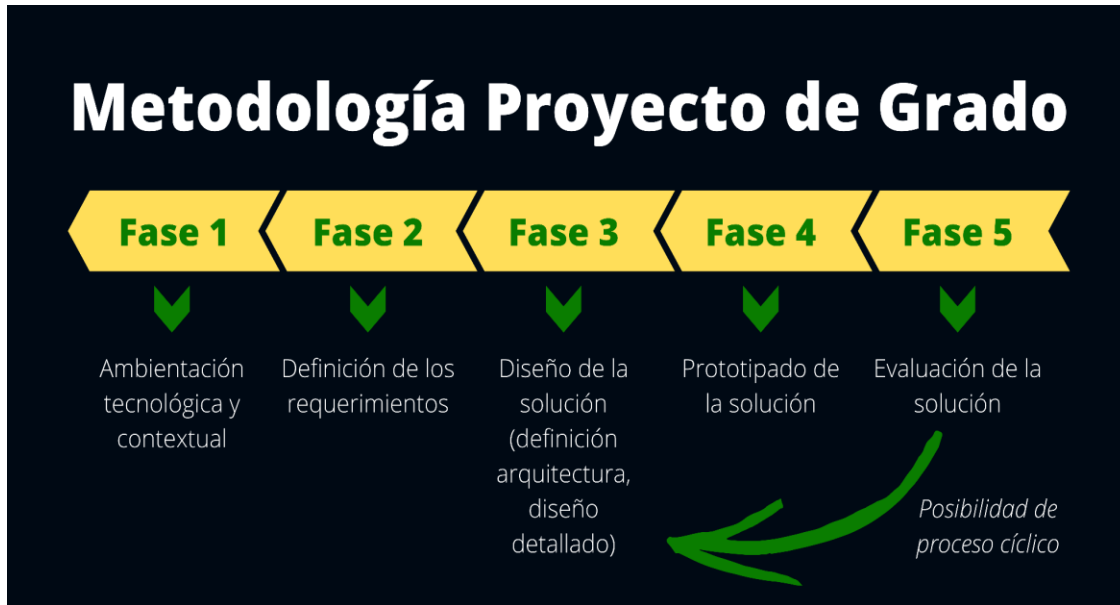 Metodología Proyecto de Grado
Fase 1
Fase 2
Fase 3
Fase 4
Fase 5
Ambientación
tecnológica y
contextual
Definición de los
requerimientos
Diseño de la
solución
(definición
arquitectura,
diseño
detallado)
Prototipado de
la solución
Evaluación de la
solución
Posibilidad de
proceso cíclico